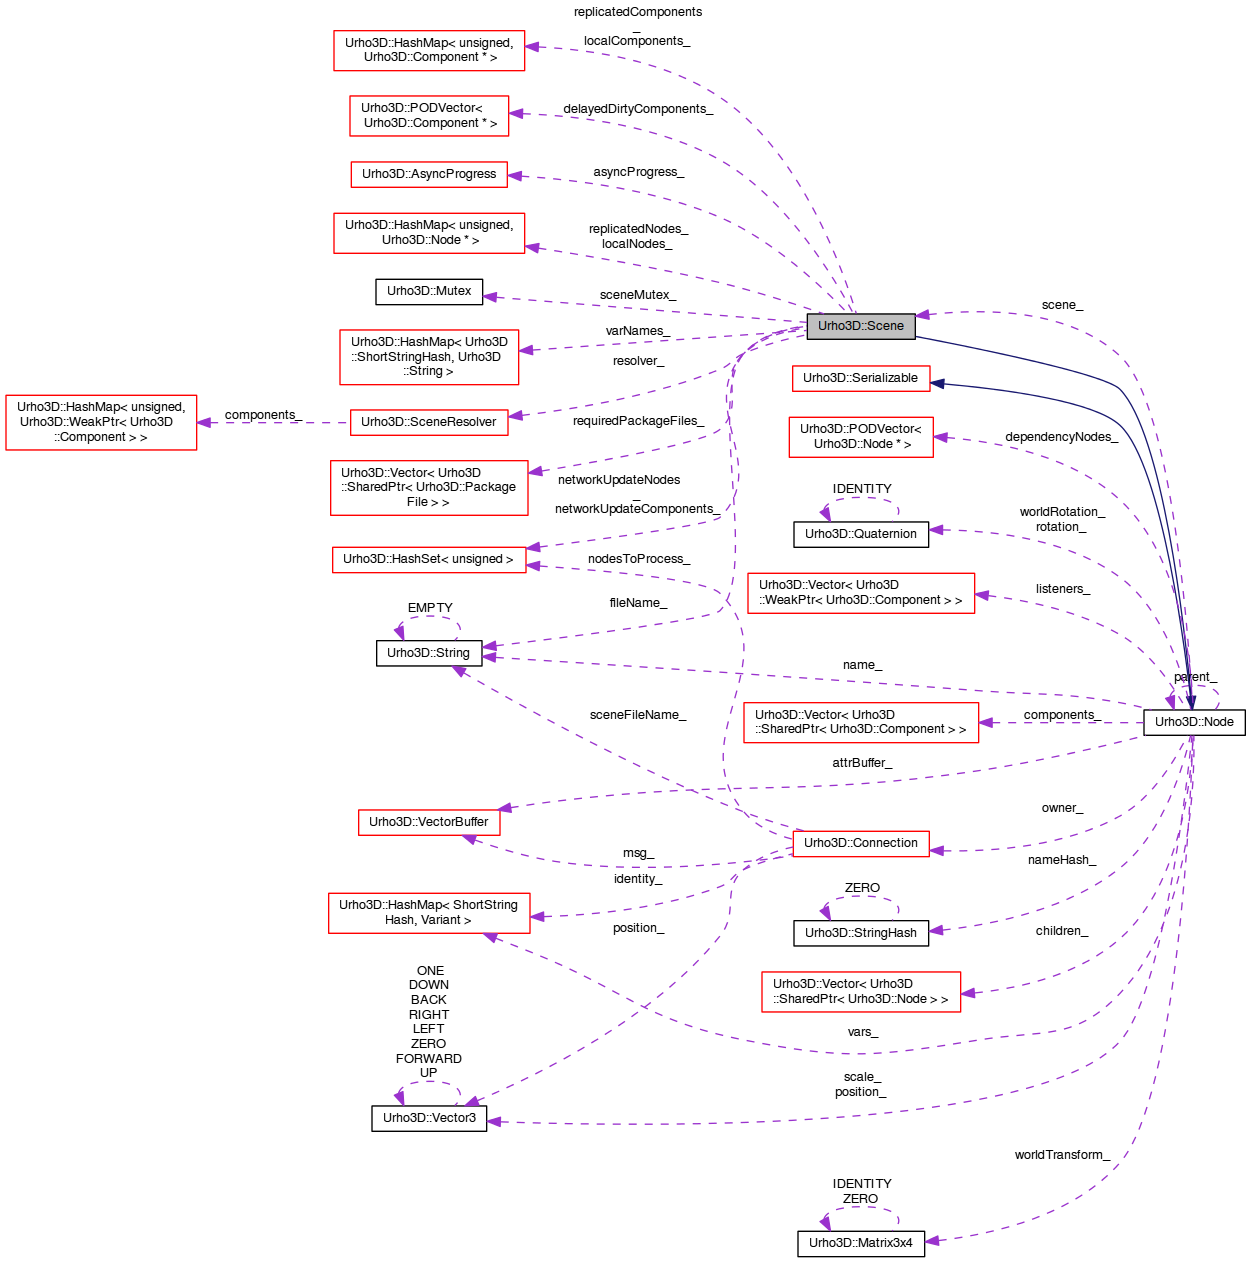 replicatedComponents
_
localComponents_
Urho3D::HashMap< unsigned,
Urho3D::Component * >
Urho3D::PODVector<
Urho3D::Component * >
delayedDirtyComponents_
Urho3D::AsyncProgress
asyncProgress_
Urho3D::HashMap< unsigned,
Urho3D::Node * >
replicatedNodes_
localNodes_
Urho3D::Mutex
sceneMutex_
Urho3D::Scene
scene_
Urho3D::HashMap< Urho3D
::ShortStringHash, Urho3D
::String >
varNames_
resolver_
Urho3D::Serializable
Urho3D::HashMap< unsigned,
Urho3D::WeakPtr< Urho3D
::Component > >
components_
Urho3D::SceneResolver
requiredPackageFiles_
Urho3D::PODVector<
Urho3D::Node * >
dependencyNodes_
Urho3D::Vector< Urho3D
::SharedPtr< Urho3D::Package
File > >
networkUpdateNodes
_
networkUpdateComponents_
IDENTITY
Urho3D::Quaternion
worldRotation_
rotation_
Urho3D::HashSet< unsigned >
nodesToProcess_
Urho3D::Vector< Urho3D
::WeakPtr< Urho3D::Component > >
listeners_
fileName_
EMPTY
Urho3D::String
name_
parent_
sceneFileName_
Urho3D::Vector< Urho3D
::SharedPtr< Urho3D::Component > >
components_
Urho3D::Node
attrBuffer_
Urho3D::VectorBuffer
msg_
Urho3D::Connection
owner_
nameHash_
identity_
Urho3D::HashMap< ShortString
Hash, Variant >
position_
ZERO
Urho3D::StringHash
children_
Urho3D::Vector< Urho3D
::SharedPtr< Urho3D::Node > >
vars_
ONE
DOWN
BACK
RIGHT
LEFT
ZERO
FORWARD
UP
Urho3D::Vector3
scale_
position_
worldTransform_
IDENTITY
ZERO
Urho3D::Matrix3x4